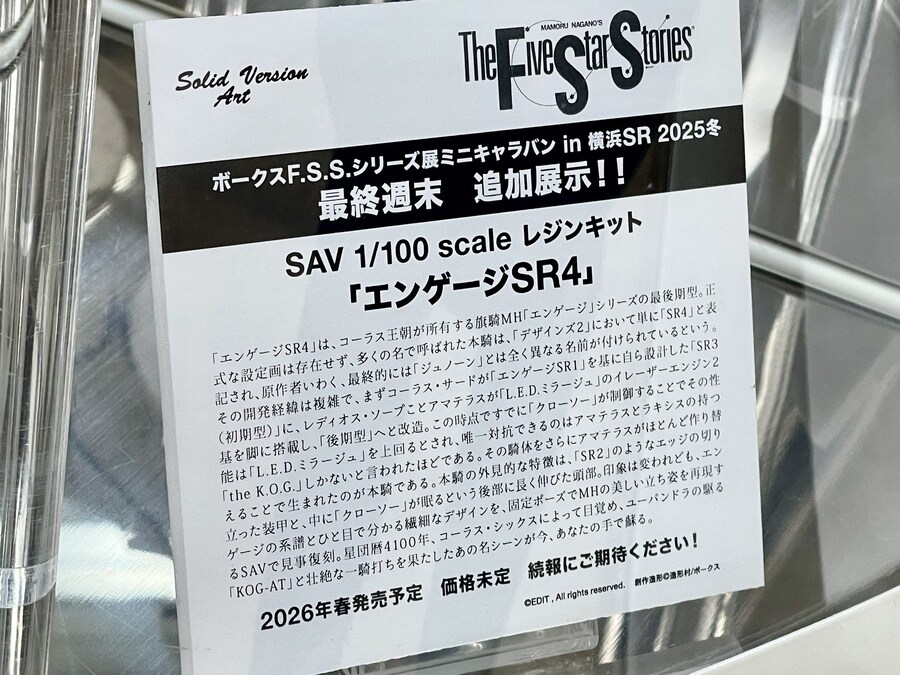 Solid Version
Art
MAMORU NAGANO'S
The Five Star Stories
ボークスF.S.S.シリーズ展ミニキャラバン in 横浜SR 2025冬
最終週末 追加展示!!
SAV 1/100 scale レジンキット
「エンゲージSR4」
「エンゲージSR4」は、コーラス王朝が所有する旗騎MH「エンゲージ」シリーズの最後期型。正
式な設定画は存在せず、多くの名で呼ばれた本騎は、「デザインズ2」において単に「SR4」と表
記され、原作者いわく、最終的には「ジュノーン」とは全く異なる名前が付けられているという。
その開発経緯は複雑で、まずコーラス・サードが「エンゲージSR1」を基に自ら設計した「SR3
（初期型）」に、レディオス・ソープことアマテラスが「L.E.D.ミラージュ」のイレーザーエンジン2
基を脚に搭載し、「後期型」へと改造。この時点ですでに「クローソー」が制御することでその性
能は「L.E.D.ミラージュ」を上回るとされ、唯一対抗できるのはアマテラスとラキシスの持つ
「the K.O.G.」しかないと言われたほどである。その騎体をさらにアマテラスがほとんど作り替
えることで生まれたのが本騎である。本騎の外見的な特徴は、「SR2」のようなエッジの切り
立った装甲と、中に「クローソー」が眠るという後部に長く伸びた頭部。印象は変われども、エン
ゲージの系譜とひと目で分かる繊細なデザインを、固定ポーズでMHの美しい立ち姿を再現す
るSAVで見事復刻。星団暦4100年、コーラス・シックスによって目覚め、ユーパンドラの駆る
「KOG-AT」と壮絶な一騎打ちを果たしたあの名シーンが今、あなたの手で蘇る。
2026年春発売予定 価格未定 続報にご期待ください!
©EDIT , All rights reserved. 創作造形©造形村/ボークス